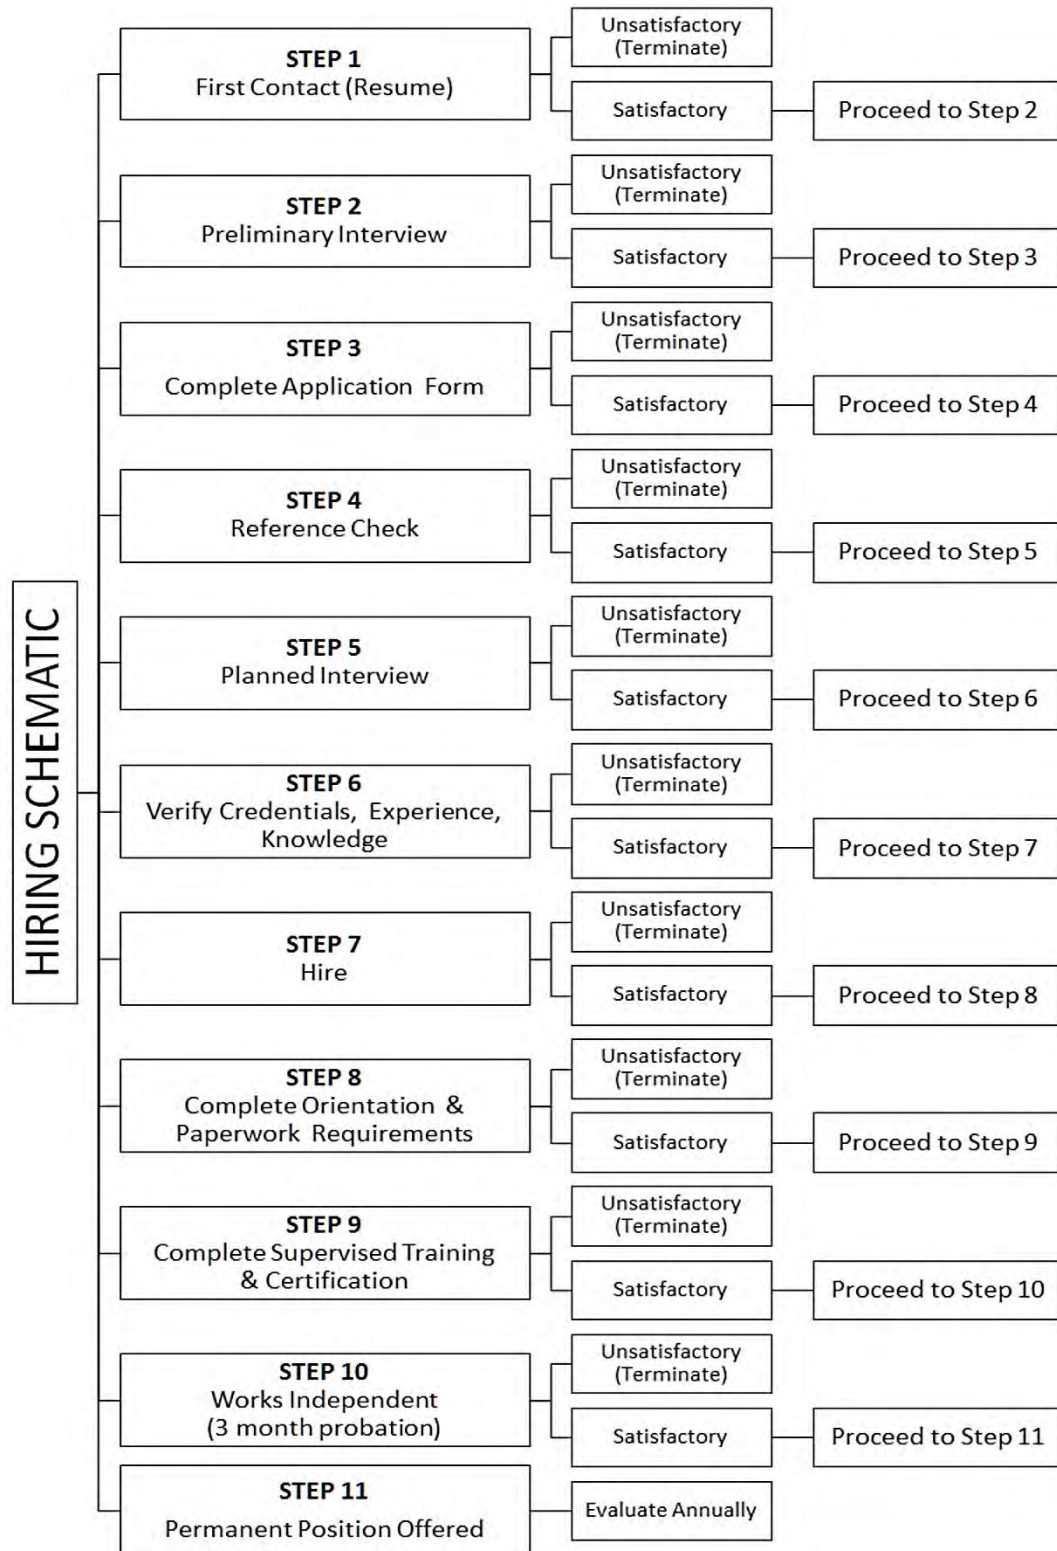 HIRING SCHEMATIC
STEP 1
First Contact (Resume)
Unsatisfactory
(Terminate)
Satisfactory
Proceed to Step 2
STEP 2
Preliminary Interview
Unsatisfactory
(Terminate)
Satisfactory
Proceed to Step 3
STEP 3
Complete Application Form
Unsatisfactory
(Terminate)
Satisfactory
Proceed to Step 4
STEP 4
Reference Check
Unsatisfactory
(Terminate)
Satisfactory
Proceed to Step 5
STEP 5
Planned Interview
Unsatisfactory
(Terminate)
Satisfactory
Proceed to Step 6
STEP 6
Verify Credentials, Experience,
Knowledge
Unsatisfactory
(Terminate)
Satisfactory
Proceed to Step 7
STEP 7
Hire
Unsatisfactory
(Terminate)
Satisfactory
Proceed to Step 8
STEP 8
Complete Orientation &
Paperwork Requirements
Unsatisfactory
(Terminate)
Satisfactory
Proceed to Step 9
STEP 9
Complete Supervised Training
& Certification
Unsatisfactory
(Terminate)
Satisfactory
Proceed to Step 10
STEP 10
Works Independent
(3 month probation)
Unsatisfactory
(Terminate)
Satisfactory
Proceed to Step 11
STEP 11
Permanent Position Offered
Evaluate Annually